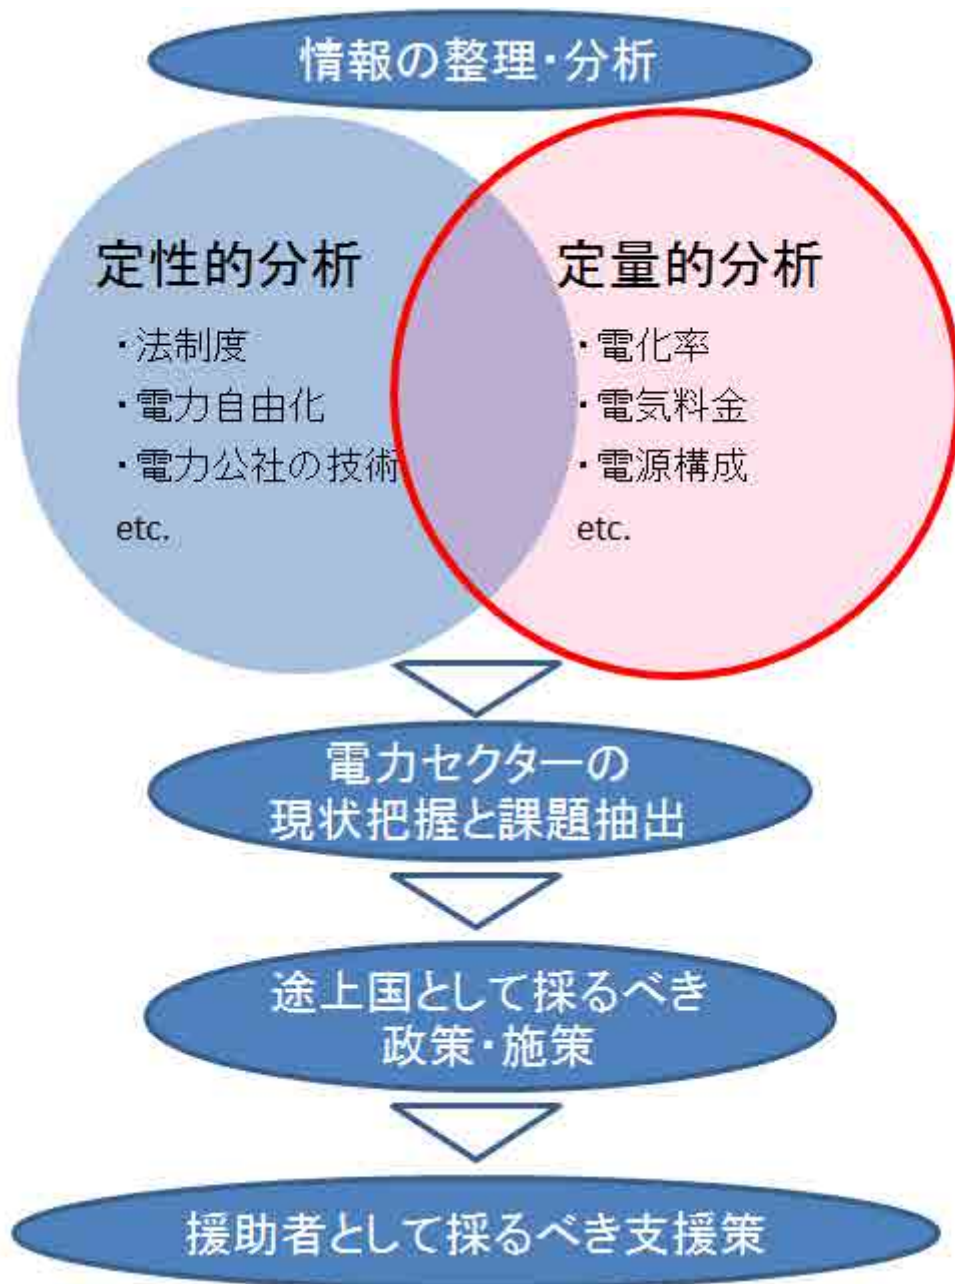 情報の整理・分析
定性的分析
・法制度
・電力自由化
・電力公社の技術
etc.
定量的分析
・電化率
・電気料金
・電源構成
etc.
電力セクターの
現状把握と課題抽出
途上国として採るべき
政策・施策
援助者として採るべき支援策